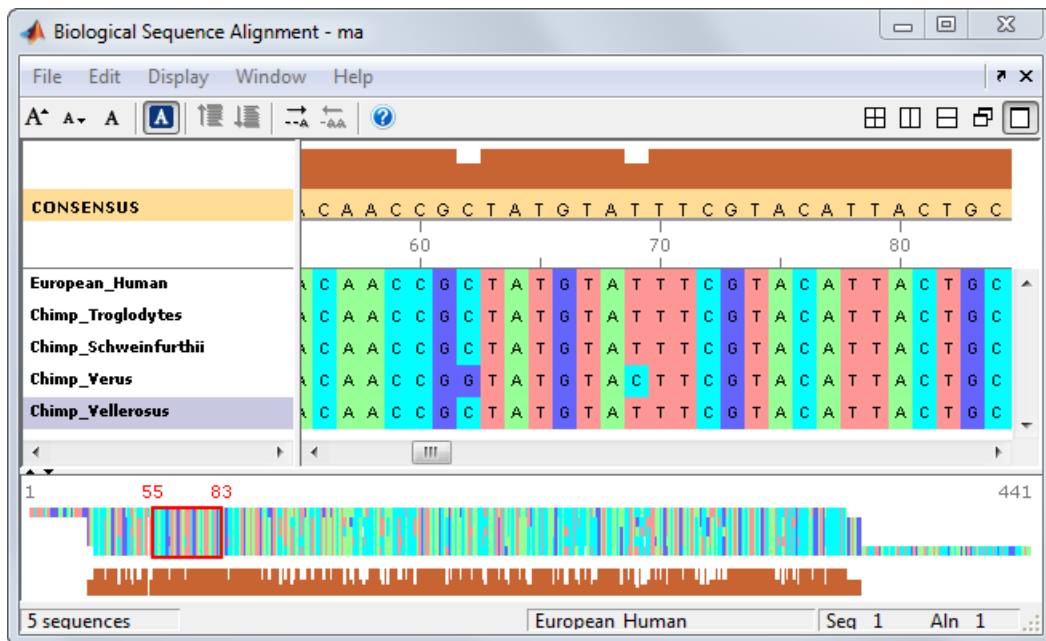 Biological Sequence Alignment - ma
File Edit Display Window Help
CONSENSUS C A A C C G C T A T G T A T T T C G T A C A T T A C T G C
60 70 80
European_Human C A A C C G C T A T G T A T T T C G T A C A T T A C T G C
Chimp_Troglodytes C A A C C G C T A T G T A T T T C G T A C A T T A C T G C
Chimp_Schweinfurthii C A A C C G C T A T G T A T T T C G T A C A T T A C T G C
Chimp_Verus C A A C C G G T A T G T A C T T C G T A C A T T A C T G C
Chimp_Vellerosus C A A C C G C T A T G T A T T T C G T A C A T T A C T G C
1 55 83 441
5 sequences European Human Seq 1 Aln 1